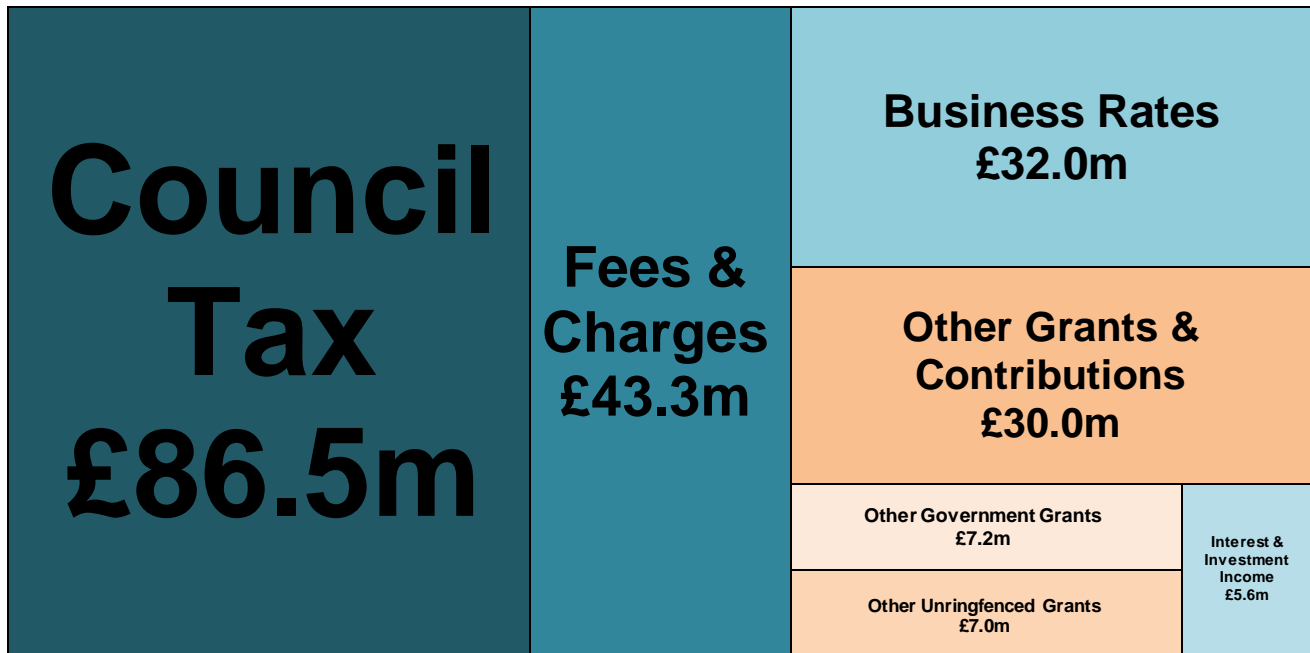 Council
Tax
£86.5m
Fees &
Charges
£43.3m
Business Rates
£32.0m
Other Grants &
Contributions
£30.0m
Other Government Grants
£7.2m
Other Unringfenced Grants
£7.0m
Interest &
Investment
Income
£5.6m